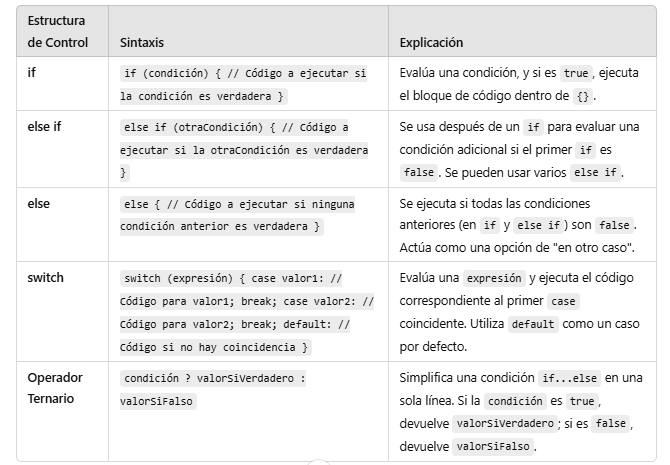 Estructura
de Control Sintaxis Explicación
if if (condición) { // Código a ejecutar si Evalúa una condición, y si es true, ejecuta
la condición es verdadera } el bloque de código dentro de {}.
else if else if (otraCondición) { // Código a Se usa después de un if para evaluar una
ejecutar si la otraCondición es verdadera condición adicional si el primer if es
} false. Se pueden usar varios else if.
else else { // Código a ejecutar si ninguna Se ejecuta si todas las condiciones
condición anterior es verdadera } anteriores (en if y else if) son false.
Actúa como una opción de "en otro caso".
switch switch (expresión) { case valor1: // Evalúa una expresión y ejecuta el código
Código para valor1; break; case valor2: // correspondiente al primer case
Código para valor2; break; default: // coincidente. Utiliza default como un caso
Código si no hay coincidencia } por defecto.
Operador condición ? valorSiVerdadero : Simplifica una condición if...else en una
Ternario valorSiFalso sola línea. Si la condición es true,
devuelve valorSiVerdadero; si es false,
devuelve valorSiFalso.